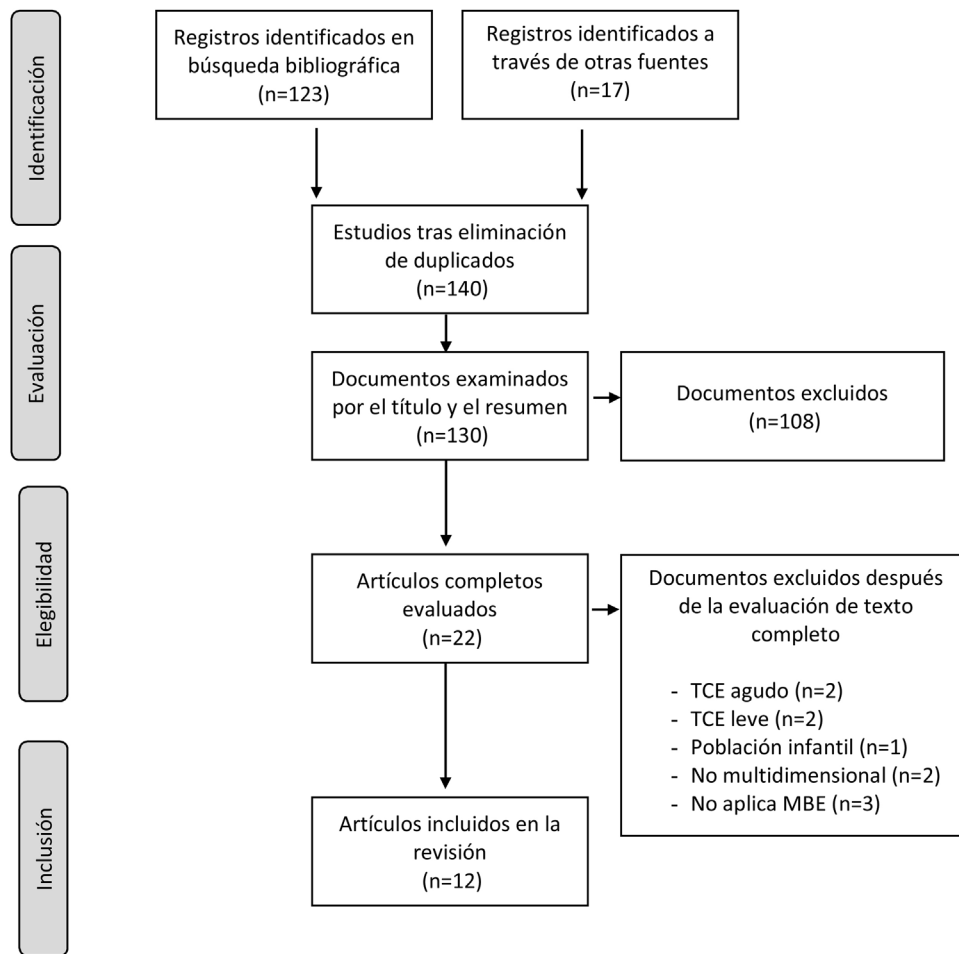 Identificación
Registros identificados en
búsqueda bibliográfica
(n=123)
Registros identificados a
través de otras fuentes
(n=17)
Estudios tras eliminación
de duplicados
(n=140)
Evaluación
Documentos examinados
por el título y el resumen
(n=130)
Documentos excluidos
(n=108)
Elegibilidad
Artículos completos
evaluados
(n=22)
Documentos excluidos después
de la evaluación de texto
completo
- TCE agudo (n=2)
- TCE leve (n=2)
- Población infantil (n=1)
- No multidimensional (n=2)
- No aplica MBE (n=3)
Inclusión
Artículos incluidos en la
revisión
(n=12)